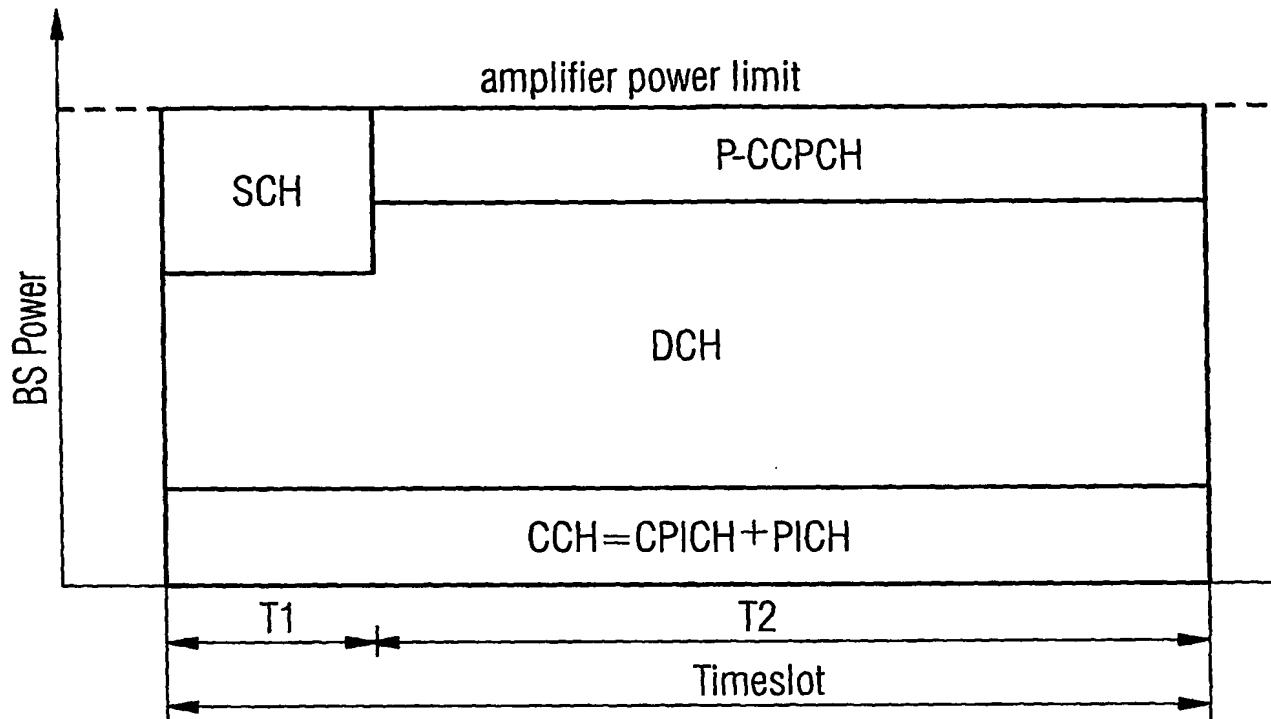 amplifier power limit
P-CCPCH
SCH
BS Power
DCH
CCH=CPICH+PICH
T1
T2
Timeslot